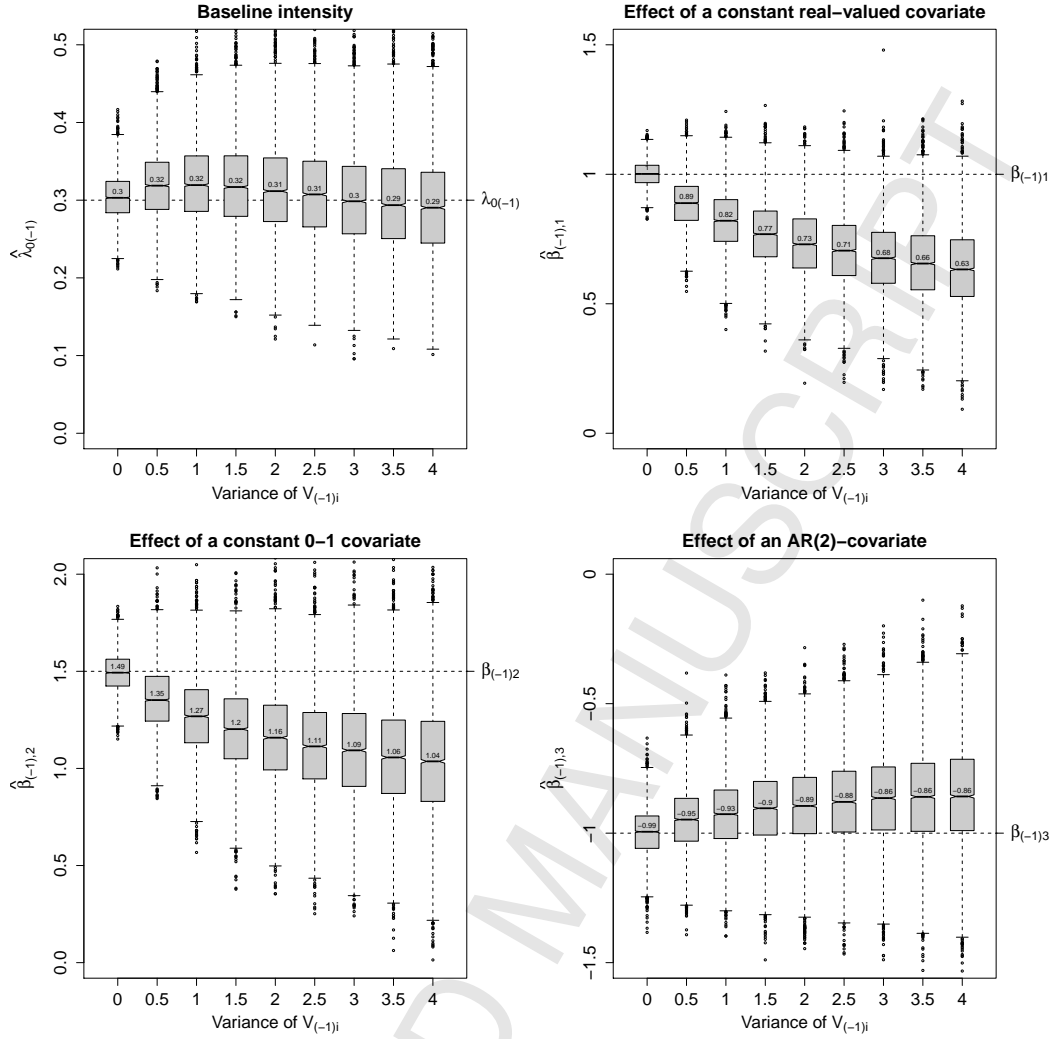 Baseline intensity
0.5
0.4
0.3
0.2
0.1
0.0
λ̂0(−1)
0.3
0.32
0.32
0.32
0.31
0.31
0.3
0.29
0.29
λ0(−1)
0 0.5 1 1.5 2 2.5 3 3.5 4
Variance of V(−1)i
Effect of a constant real−valued covariate
1.5
1
0.5
0
β̂(−1),1
0.89
0.82
0.77
0.73
0.71
0.68
0.66
0.63
β(−1)1
0 0.5 1 1.5 2 2.5 3 3.5 4
Variance of V(−1)i
Effect of a constant 0−1 covariate
2.0
1.5
1.0
0.5
0.0
β̂(−1),2
1.49
1.35
1.27
1.2
1.16
1.11
1.09
1.06
1.04
β(−1)2
0 0.5 1 1.5 2 2.5 3 3.5 4
Variance of V(−1)i
Effect of an AR(2)−covariate
0
−0.5
−1
−1.5
β̂(−1),3
−0.99
−0.95
−0.93
−0.9
−0.89
−0.88
−0.86
−0.86
−0.86
β(−1)3
0 0.5 1 1.5 2 2.5 3 3.5 4
Variance of V(−1)i
D MANUSCRIPT